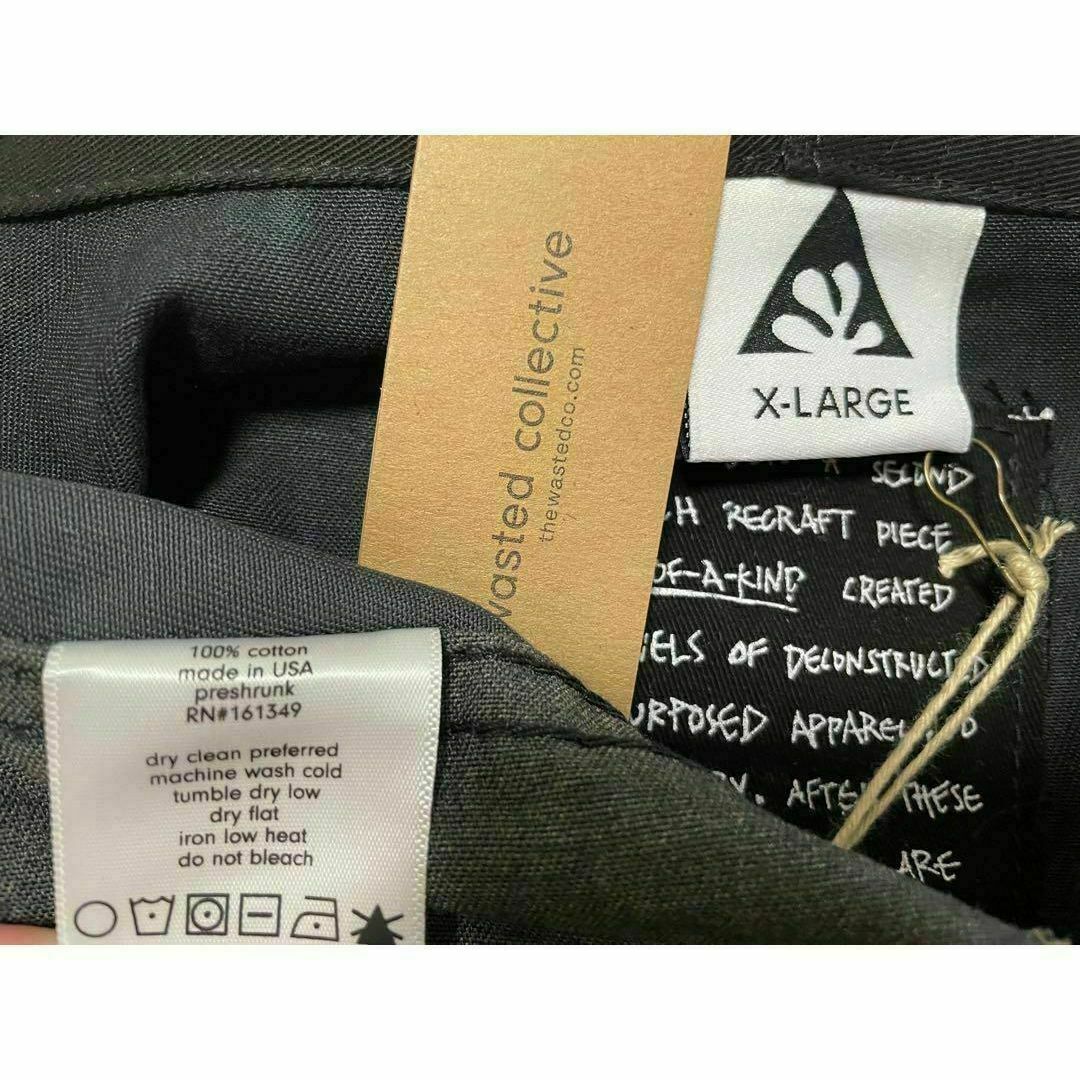 wasted collective
thewastedco.com
X-LARGE
SECOND
RECRAFT PIECE
OF-A-KIND CREATED
OF DECONSTRUCTED
APPAREL
AFTER THESE
ARE
100% cotton
made in USA
preshrunk
RN#161349
dry clean preferred
machine wash cold
tumble dry low
dry flat
iron low heat
do not bleach